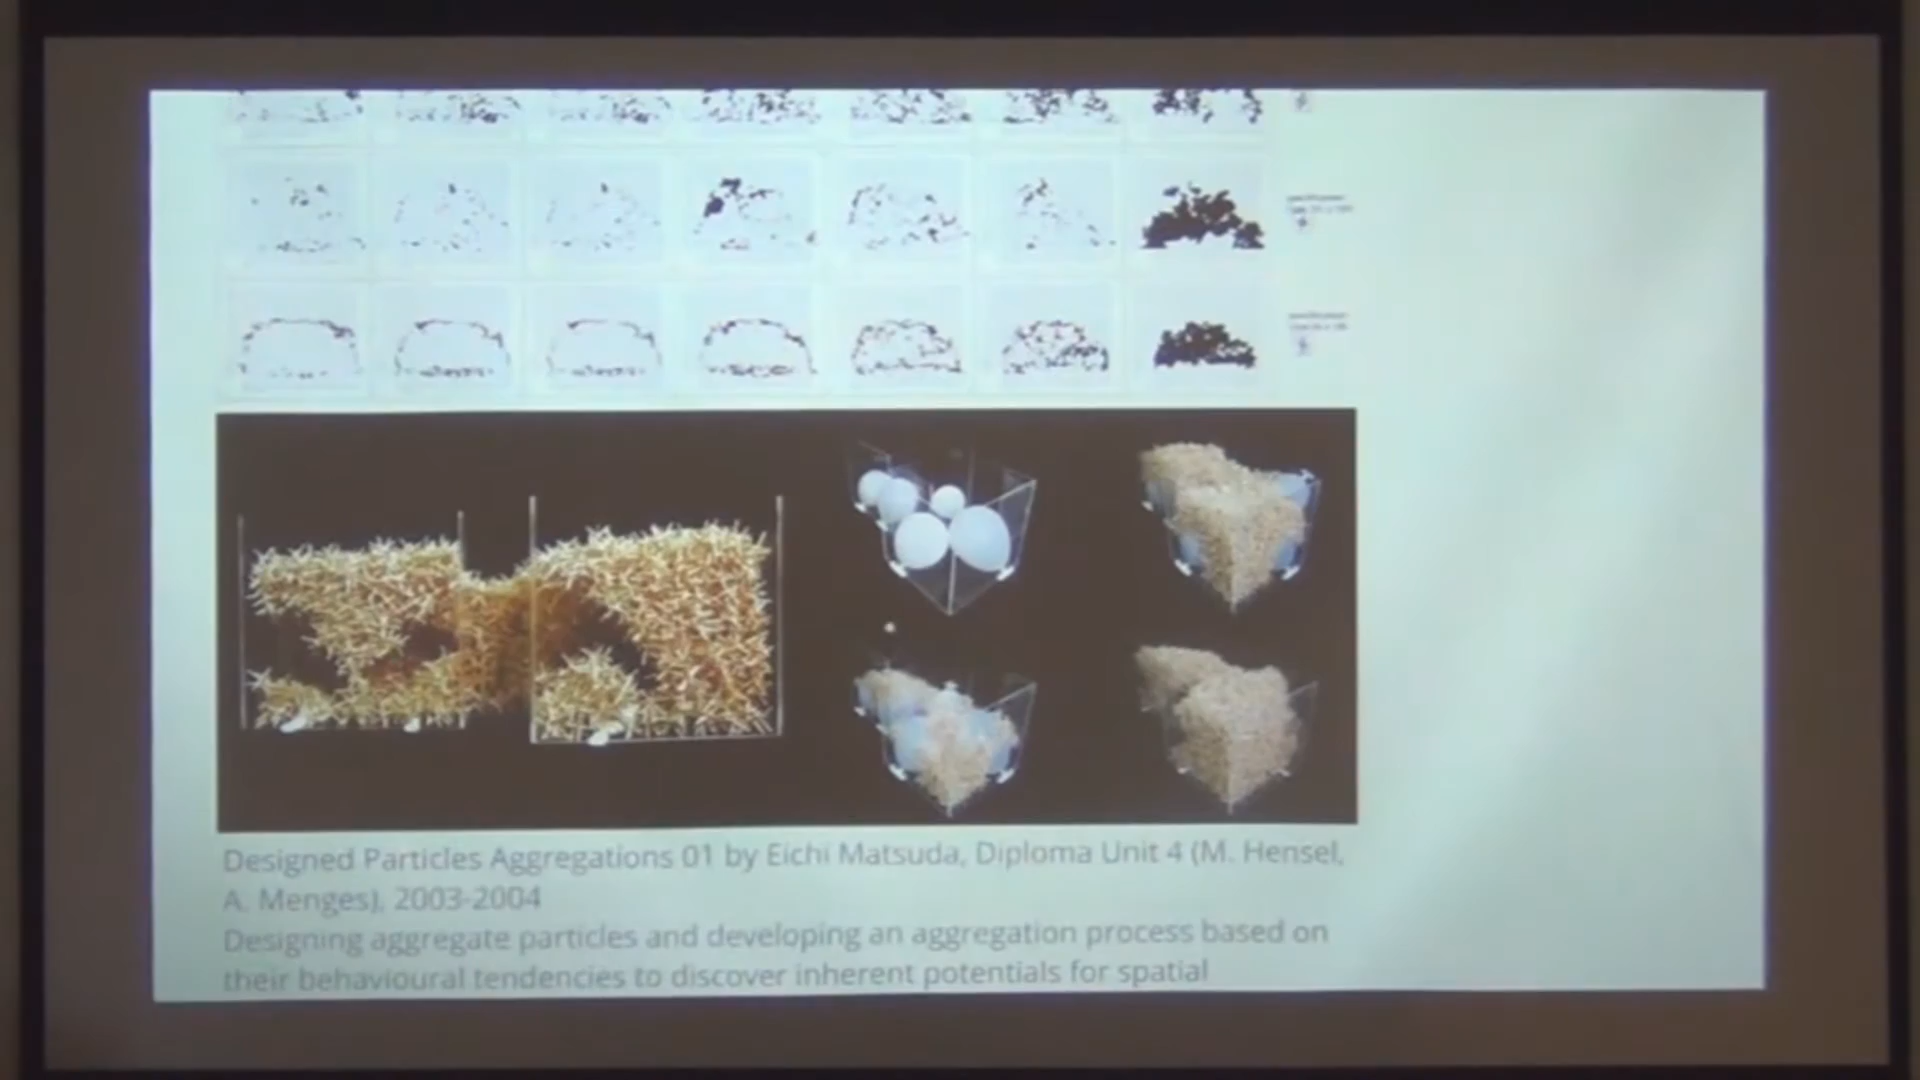 Designed Particles Aggregations 01 by Eichi Matsuda, Diploma Unit 4 (M. Hensel,
A. Menges), 2003-2004
Designing aggregate particles and developing an aggregation process based on
their behavioural tendencies to discover inherent potentials for spatial